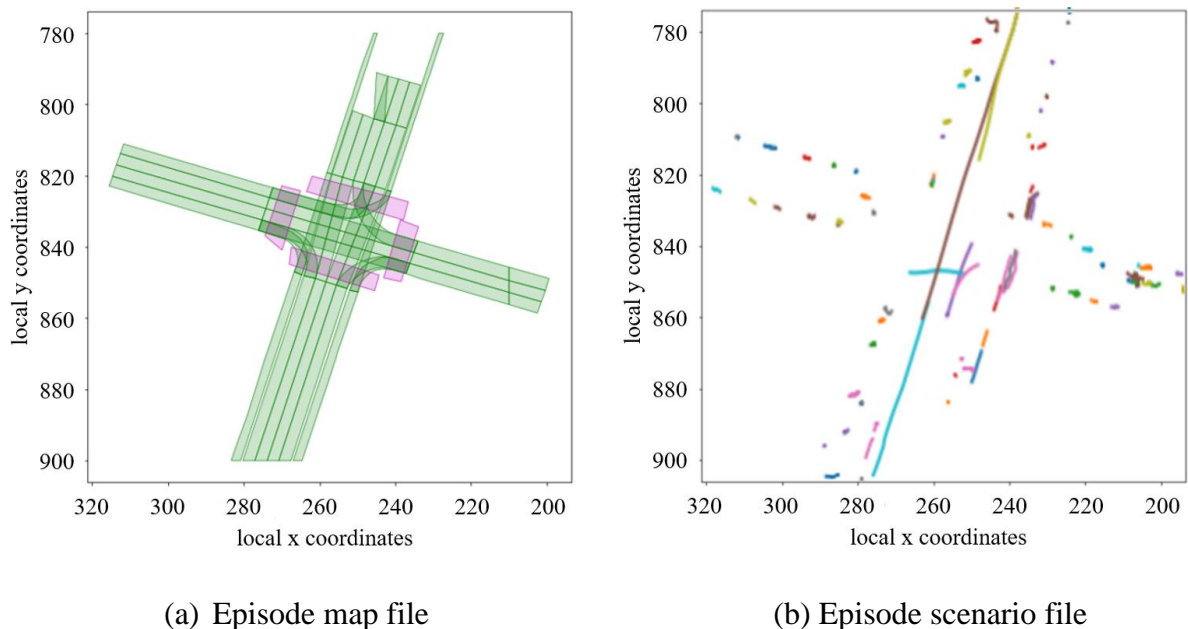 780
800
820
840
860
880
900
local y coordinates
320 300 280 260 240 220 200
local x coordinates
(a) Episode map file
780
800
820
840
860
880
900
local y coordinates
320 300 280 260 240 220 200
local x coordinates
(b) Episode scenario file